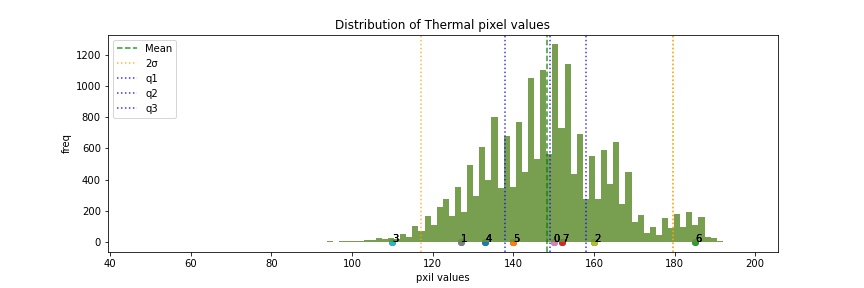 Distribution of Thermal pixel values
Mean
2σ
q1
q2
q3
freq
1200
1000
800
600
400
200
0
3 1 4 5 0 7 2 6
40 60 80 100 120 140 160 180 200
pxil values